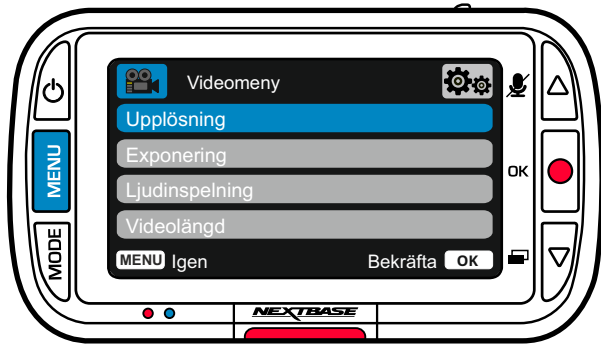 Videomeny
Upplösning
Exponering
Ljudinspelning
Videolängd
MENU Igen
Bekräfta OK
MENU
MODE
OK
NEXTBASE